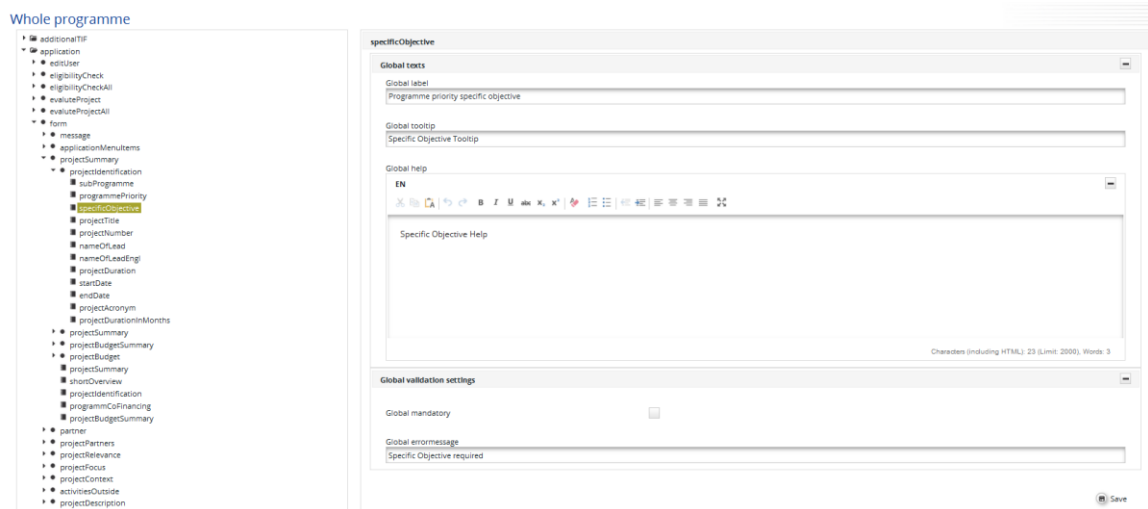 Whole programme
additionalTIF
application
editUser
eligibilityCheck
eligibilityCheckAll
evaluteProject
evaluteProjectAll
form
message
applicationMenuItems
projectSummary
projectIdentification
subProgramme
programmePriority
specificObjective
projectTitle
projectNumber
nameOfLead
nameOfLeadEngl
projectDuration
startDate
endDate
projectAcronym
projectDurationInMonths
projectSummary
projectBudgetSummary
projectBudget
projectSummary
shortOverview
projectIdentification
programmCoFinancing
projectBudgetSummary
partner
projectPartners
projectRelevance
projectFocus
projectContext
activitiesOutside
projectDescription
specificObjective
Global texts
Global label
Programme priority specific objective
Global tooltip
Specific Objective Tooltip
Global help
EN
B I U abc X, X²
Specific Objective Help
Characters (including HTML): 23 (Limit: 2000), Words: 3
Global validation settings
Global mandatory
Global errormessage
Specific Objective required
Save